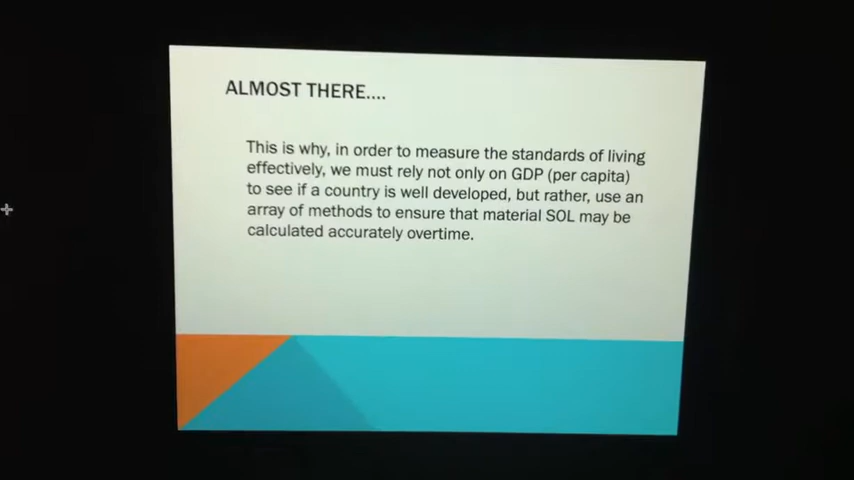 ALMOST THERE....
This is why, in order to measure the standards of living
effectively, we must rely not only on GDP (per capita)
to see if a country is well developed, but rather, use an
array of methods to ensure that material SOL may be
calculated accurately overtime.